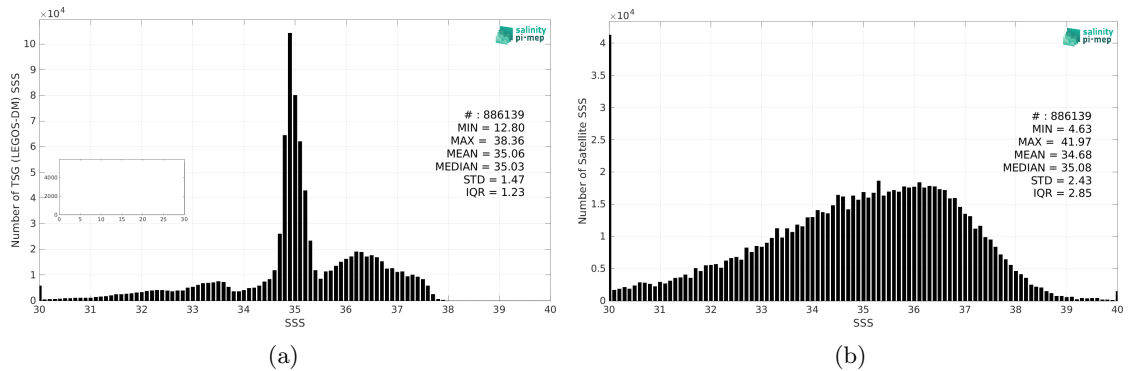 ×10⁴
10
9
8
7
6
5
4
3
2
1
0
Number of TSG (LEGOS-DM) SSS
30 31 32 33 34 35 36 37 38 39 40
SSS
salinity
pi-mep
# : 886139
MIN = 12.80
MAX = 38.36
MEAN = 35.06
MEDIAN = 35.03
STD = 1.47
IQR = 1.23
4000
2000
0
0 5 10 15 20 25 30
(a)
×10⁴
4
3.5
3
2.5
2
1.5
1
0.5
0
Number of Satellite SSS
30 31 32 33 34 35 36 37 38 39 40
SSS
salinity
pi-mep
# : 886139
MIN = 4.63
MAX = 41.97
MEAN = 34.68
MEDIAN = 35.08
STD = 2.43
IQR = 2.85
(b)